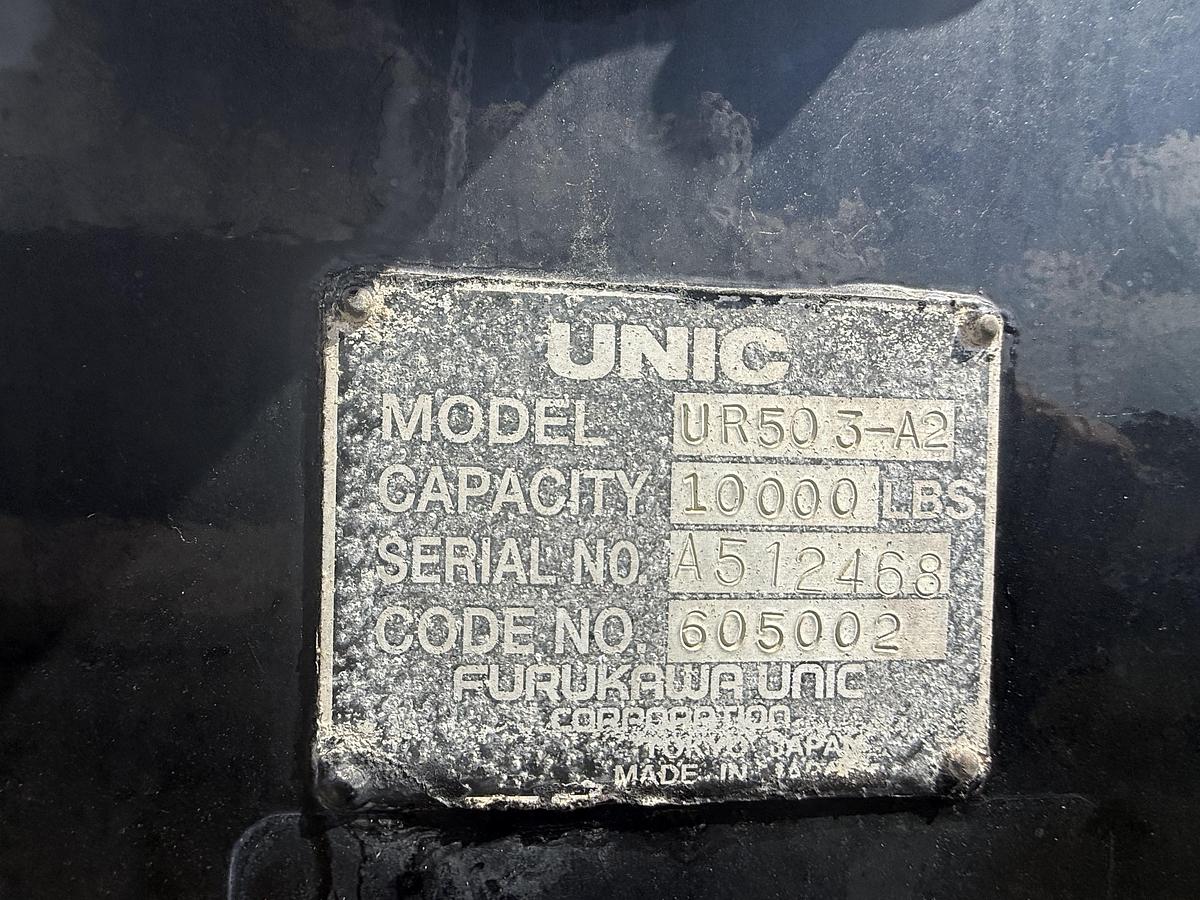 UNIC
MODEL UR503-A2
CAPACITY 10000 LBS
SERIAL NO. A512468
CODE NO. 605002
FURUKAWA UNIC
CORPORATION
TOKYO JAPAN
MADE IN JAPAN